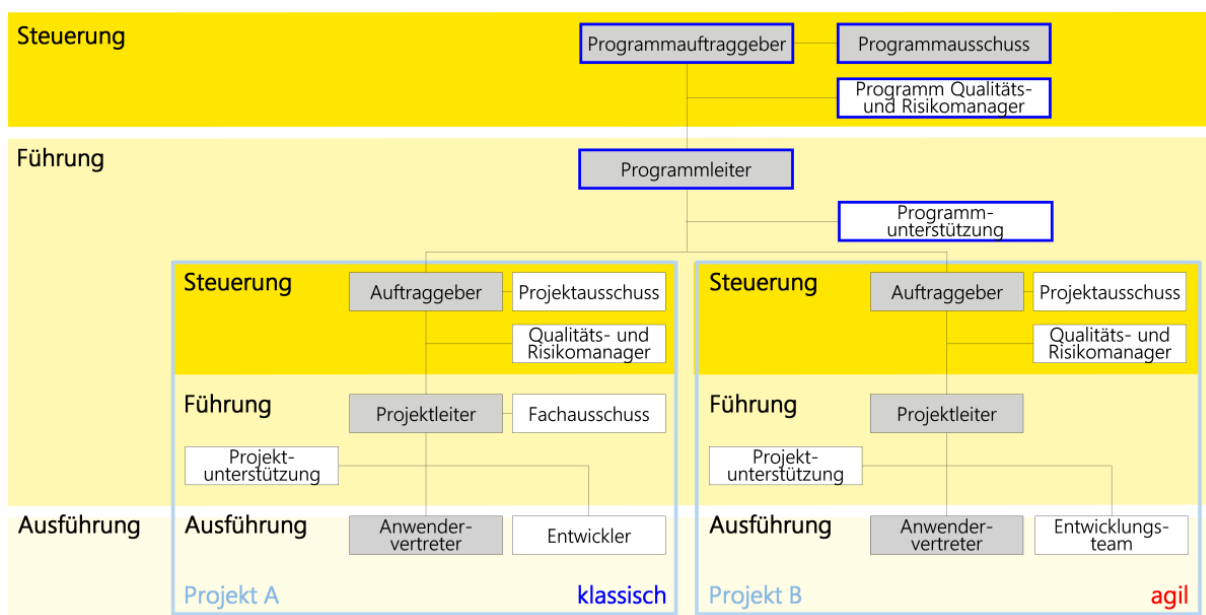 Steuerung
Programmauftraggeber
Programmausschuss
Programm Qualitäts-
und Risikomanager
Führung
Programmleiter
Programm-
unterstützung
Steuerung
Auftraggeber
Projektausschuss
Qualitäts- und
Risikomanager
Führung
Projektleiter
Fachausschuss
Projekt-
unterstützung
Ausführung
Ausführung
Anwender-
vertreter
Entwickler
Projekt A
klassisch
Steuerung
Auftraggeber
Projektausschuss
Qualitäts- und
Risikomanager
Führung
Projektleiter
Projekt-
unterstützung
Ausführung
Anwender-
vertreter
Entwicklungs-
team
Projekt B
agil